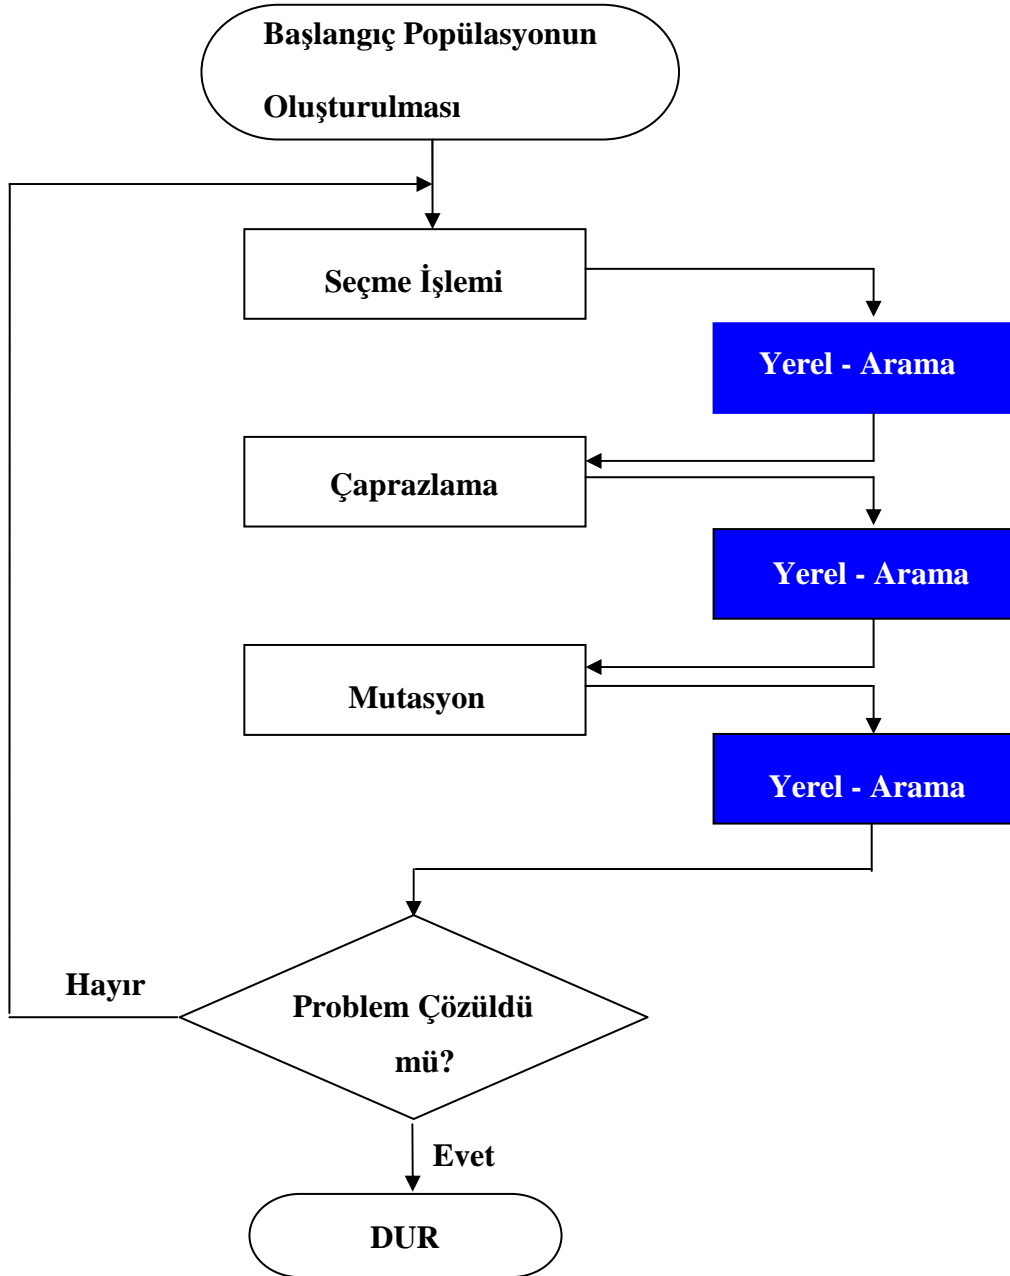 Başlangıç Popülasyonun
Oluşturulması
Seçme İşlemi
Yerel - Arama
Çaprazlama
Yerel - Arama
Mutasyon
Yerel - Arama
Hayır
Problem Çözüldü
mü?
Evet
DUR